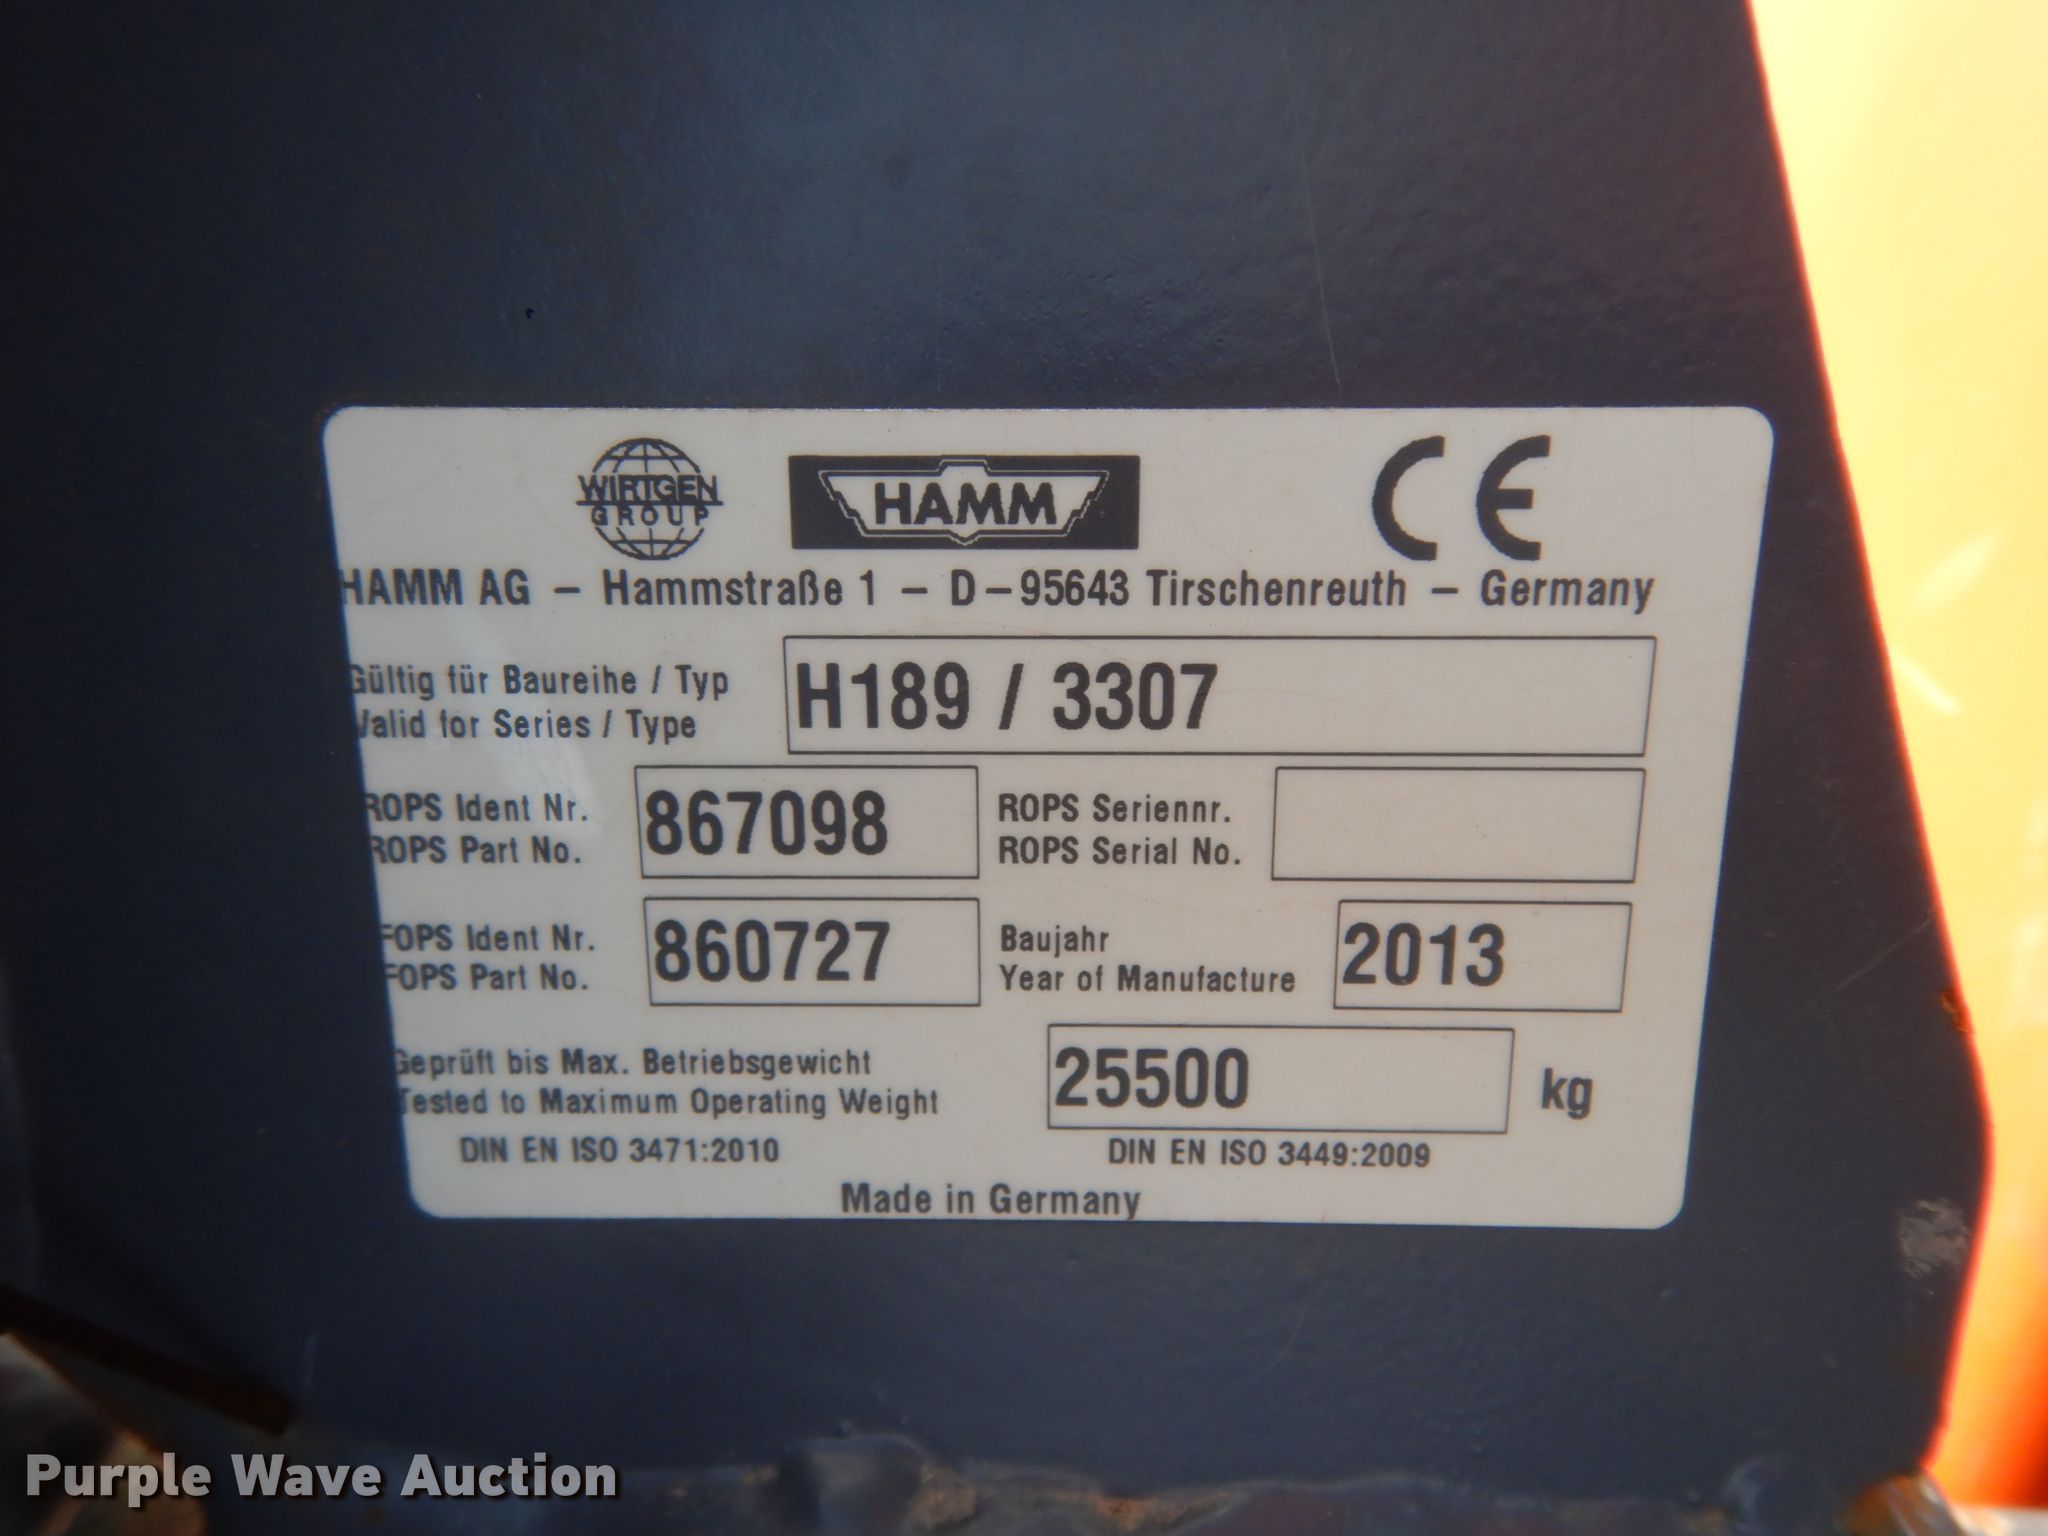 WIRTGEN
GROUP
HAMM
CE
HAMM AG – Hammstraße 1 – D–95643 Tirschenreuth – Germany
Gültig für Baureihe / Typ
Valid for Series / Type
H189 / 3307
ROPS Ident Nr.
ROPS Part No.
867098
ROPS Seriennr.
ROPS Serial No.
FOPS Ident Nr.
FOPS Part No.
860727
Baujahr
Year of Manufacture
2013
Geprüft bis Max. Betriebsgewicht
Tested to Maximum Operating Weight
25500 kg
DIN EN ISO 3471:2010 DIN EN ISO 3449:2009
Made in Germany
Purple Wave Auction